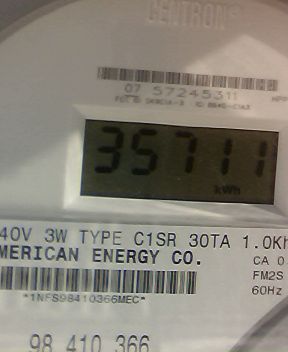 CENTRON®
07 57245311
35711
kWh
40V 3W TYPE C1SR 30TA 1.0Kh
MERICAN ENERGY CO.
CA 0
FM2S
60Hz
*1NFS98410366MEC*
98 410 366